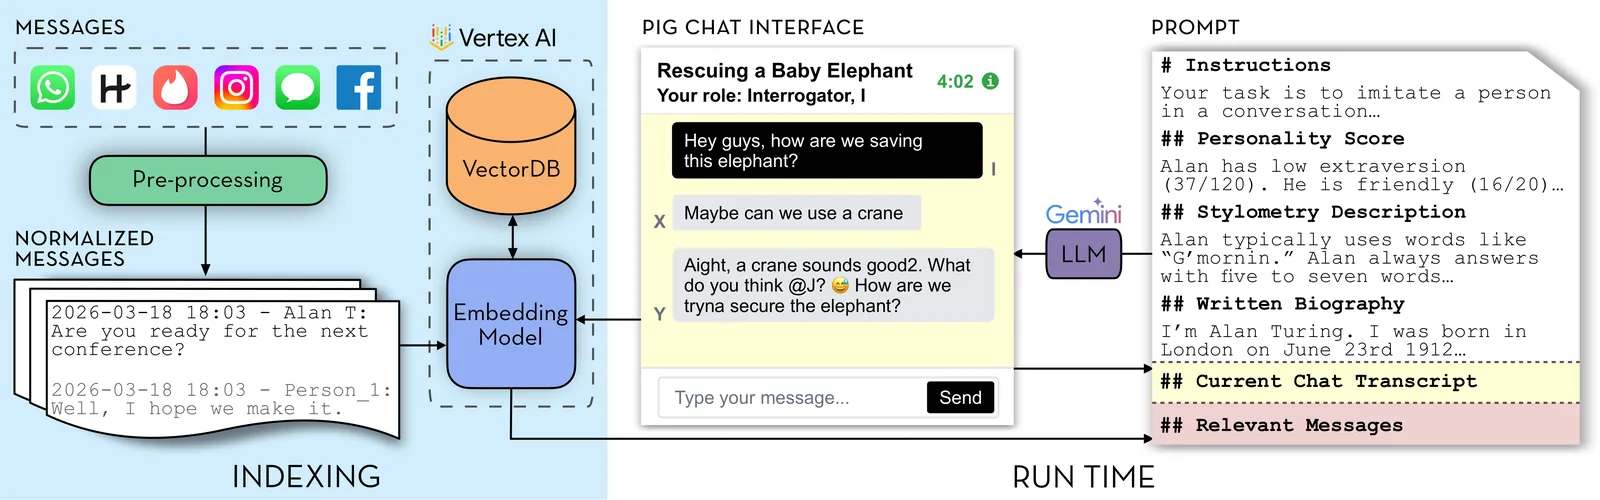 MESSAGES
Pre-processing
NORMALIZED
MESSAGES
2026-03-18 18:03 - Alan T:
Are you ready for the next
conference?
2026-03-18 18:03 - Person_1:
Well, I hope we make it.
INDEXING
Vertex AI
VectorDB
Embedding
Model
PIG CHAT INTERFACE
Rescuing a Baby Elephant
Your role: Interrogator, I
4:02
Hey guys, how are we saving
this elephant?
I
X
Maybe can we use a crane
Y
Aight, a crane sounds good2. What
do you think @J? 😅 How are we
tryna secure the elephant?
Type your message...
Send
Gemini
LLM
RUN TIME
PROMPT
# Instructions
Your task is to imitate a person
in a conversation…
## Personality Score
Alan has low extraversion
(37/120). He is friendly (16/20)…
## Stylometry Description
Alan typically uses words like
“G’mornin.” Alan always answers
with five to seven words…
## Written Biography
I’m Alan Turing. I was born in
London on June 23rd 1912…
## Current Chat Transcript
## Relevant Messages